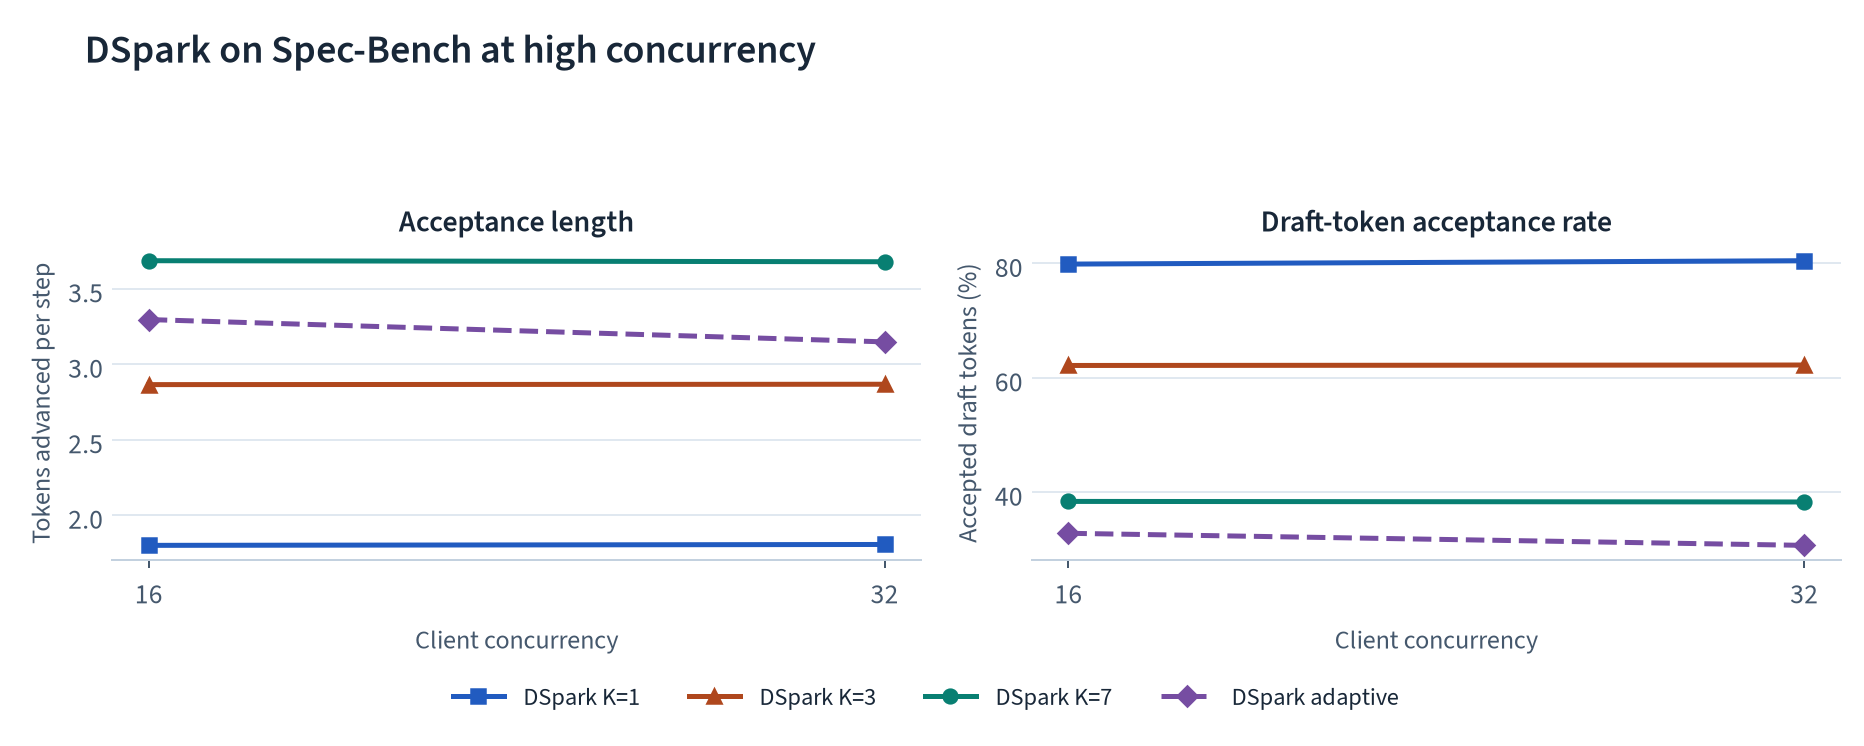 DSpark on Spec-Bench at high concurrency
Acceptance length
Tokens advanced per step
3.5
3.0
2.5
2.0
16
32
Client concurrency
Draft-token acceptance rate
Accepted draft tokens (%)
80
60
40
16
32
Client concurrency
DSpark K=1
DSpark K=3
DSpark K=7
DSpark adaptive